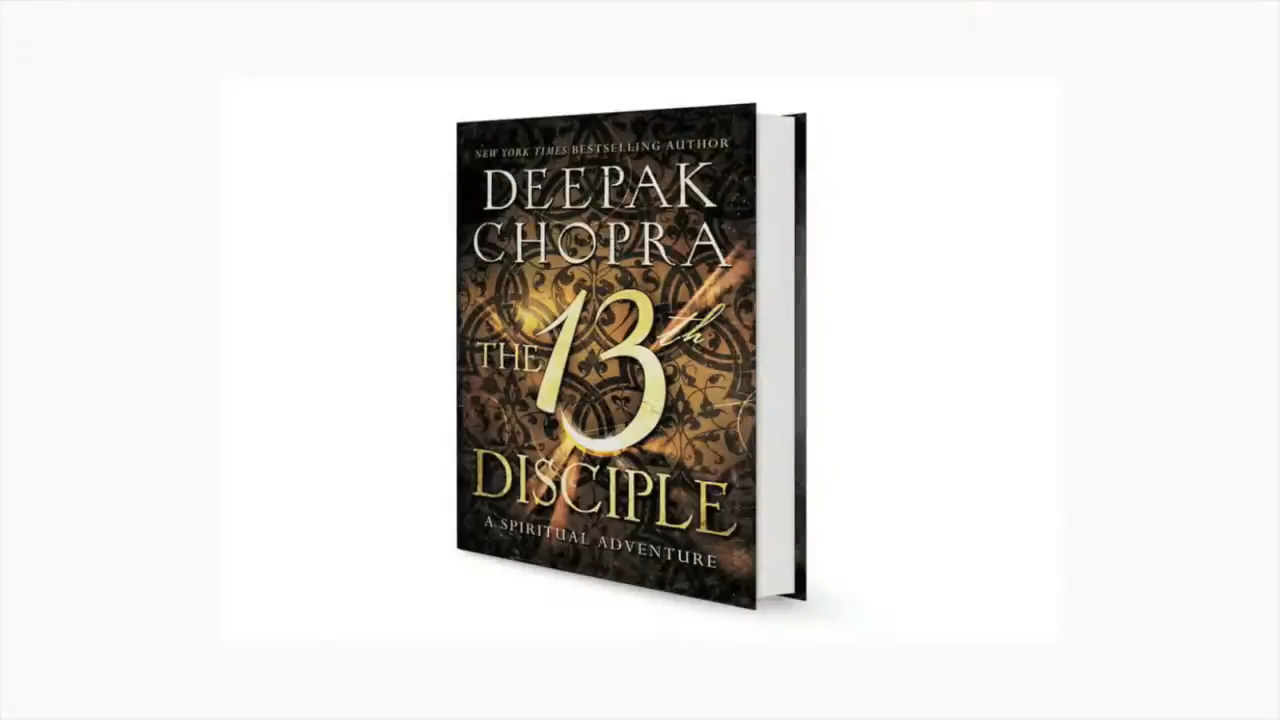 NEW YORK TIMES BESTSELLING AUTHOR
DEEPAK
CHOPRA
THE 13th
DISCIPLE
A SPIRITUAL ADVENTURE